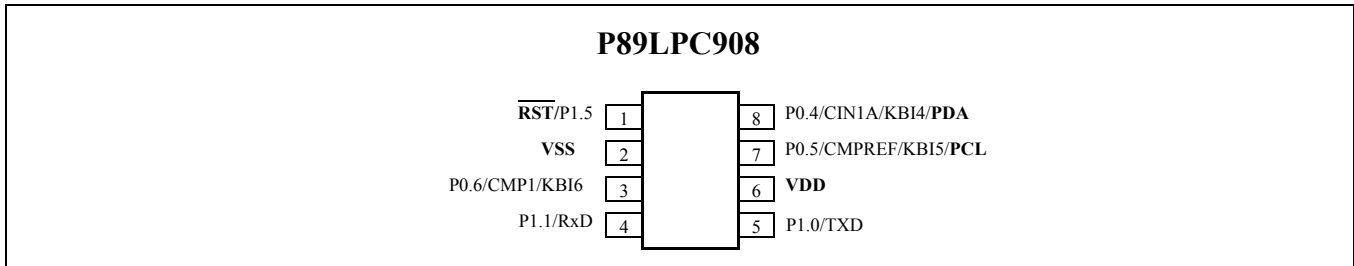 P89LPC908
RST/P1.5 1 8 P0.4/CIN1A/KBI4/PDA
VSS 2 7 P0.5/CMPREF/KBI5/PCL
P0.6/CMP1/KBI6 3 6 VDD
P1.1/RxD 4 5 P1.0/TXD